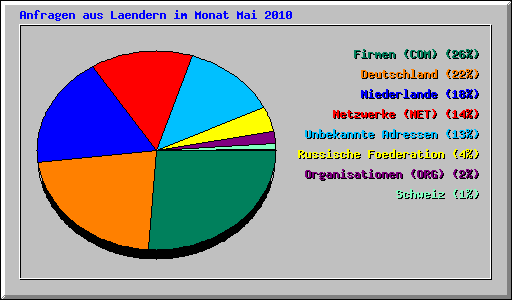 Anfragen aus Laendern im Monat Mai 2010
Firmen (COM) (26%)
Deutschland (22%)
Niederlande (18%)
Netzwerke (NET) (14%)
Unbekannte Adressen (13%)
Russische Foederation (4%)
Organisationen (ORG) (2%)
Schweiz (1%)